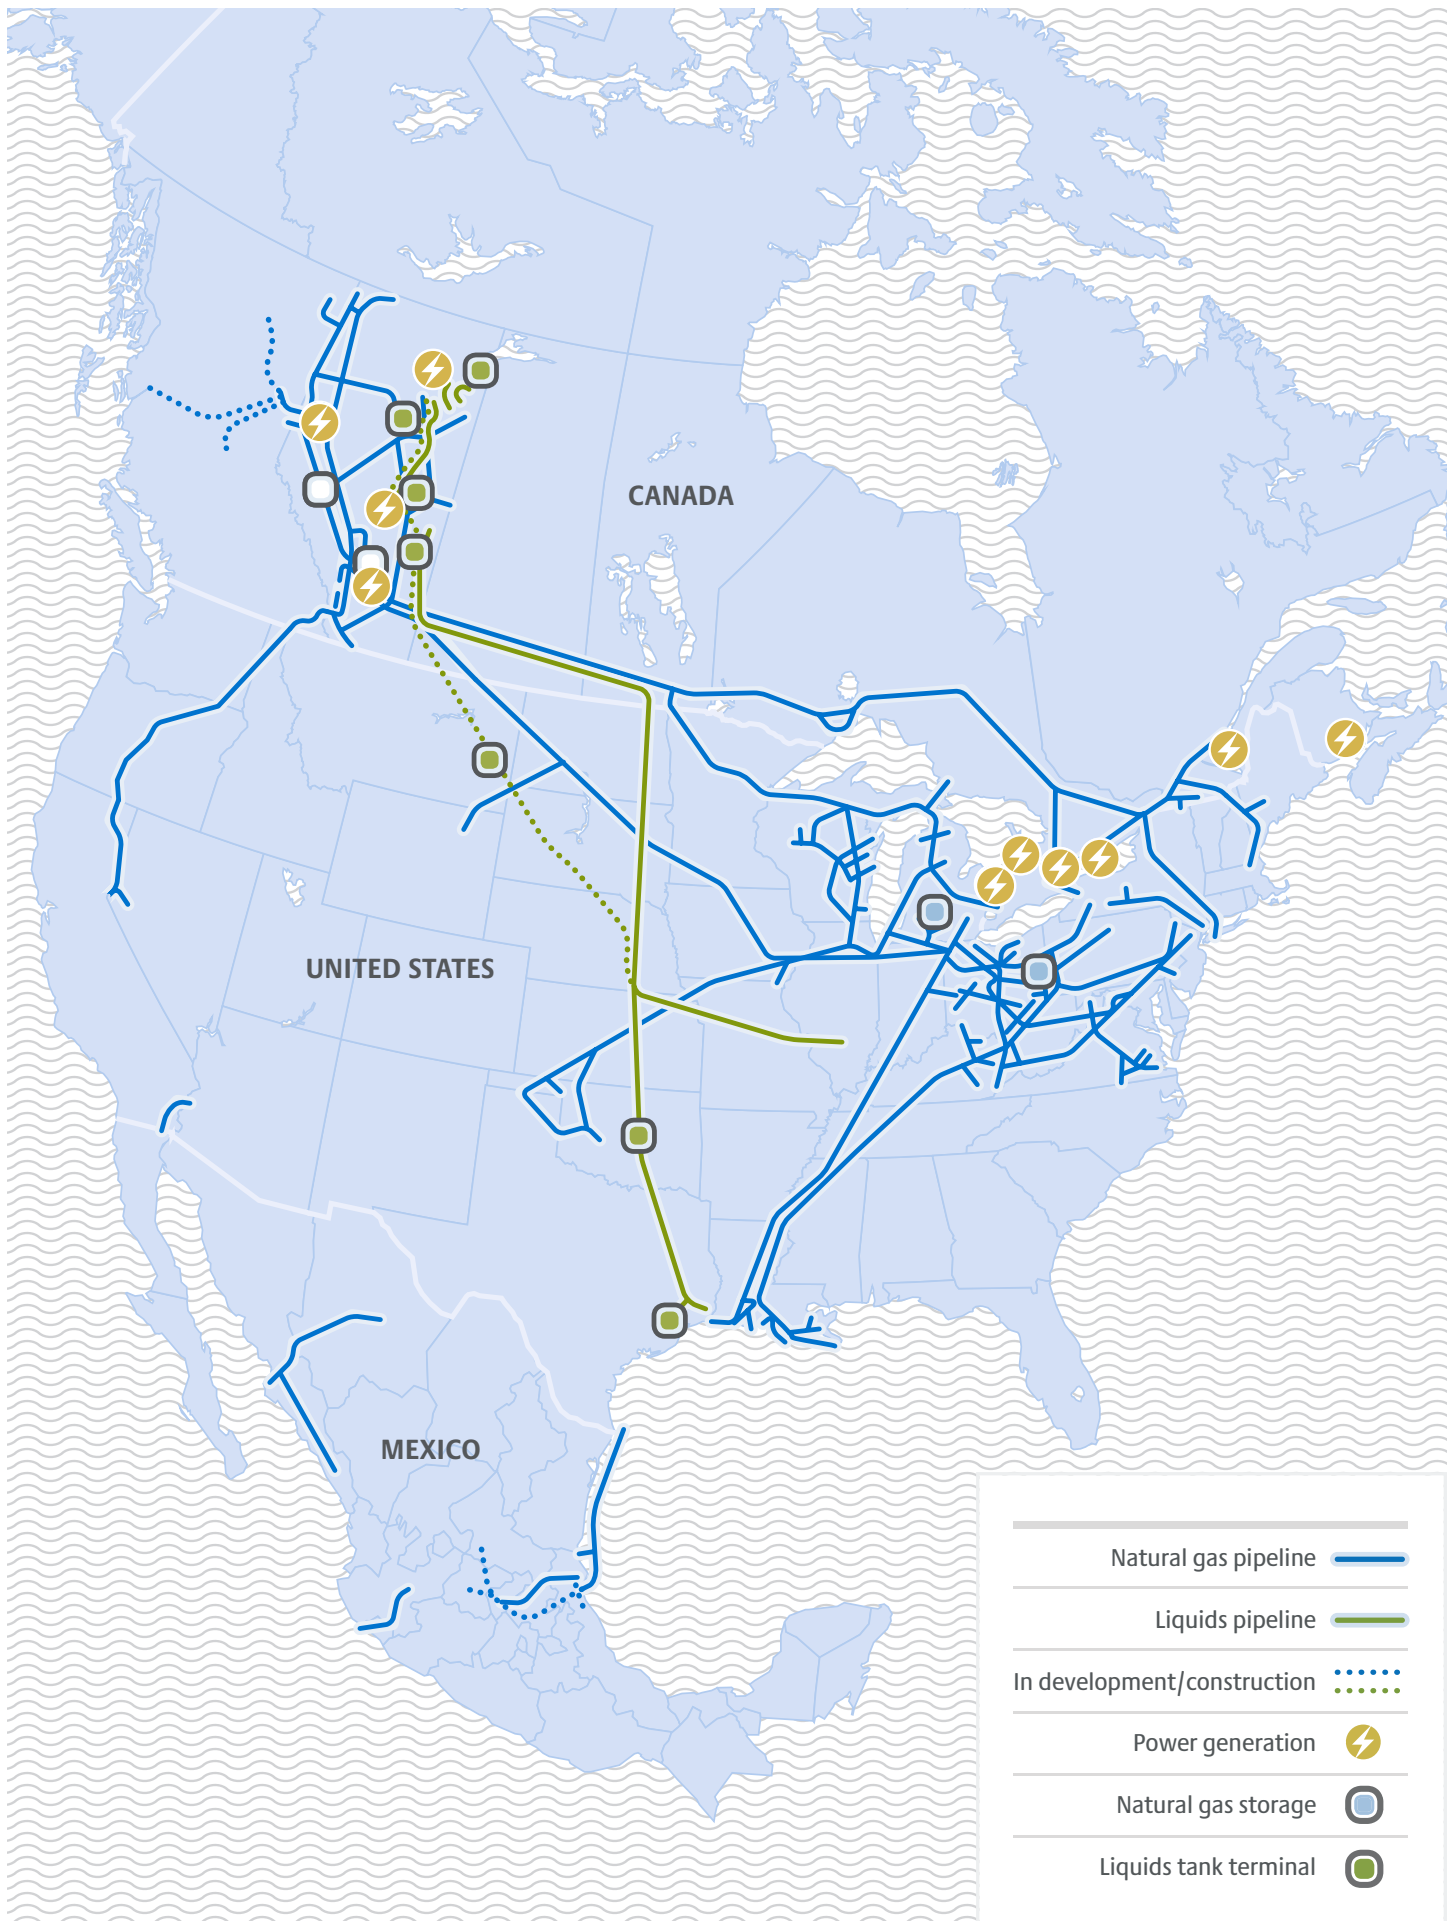 CANADA
UNITED STATES
MEXICO
Natural gas pipeline
Liquids pipeline
In development/construction
Power generation
Natural gas storage
Liquids tank terminal